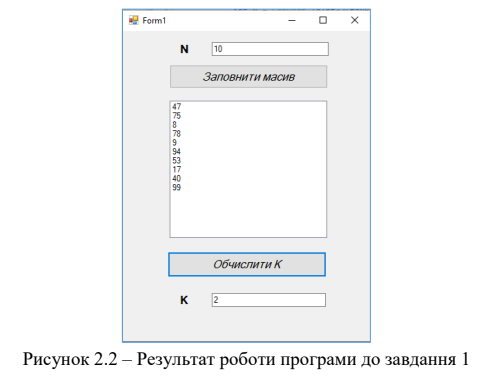 Form1
N 10
Заповнити масив
47
75
8
78
9
94
53
17
40
99
Обчислити К
K 2
Рисунок 2.2 – Результат роботи програми до завдання 1